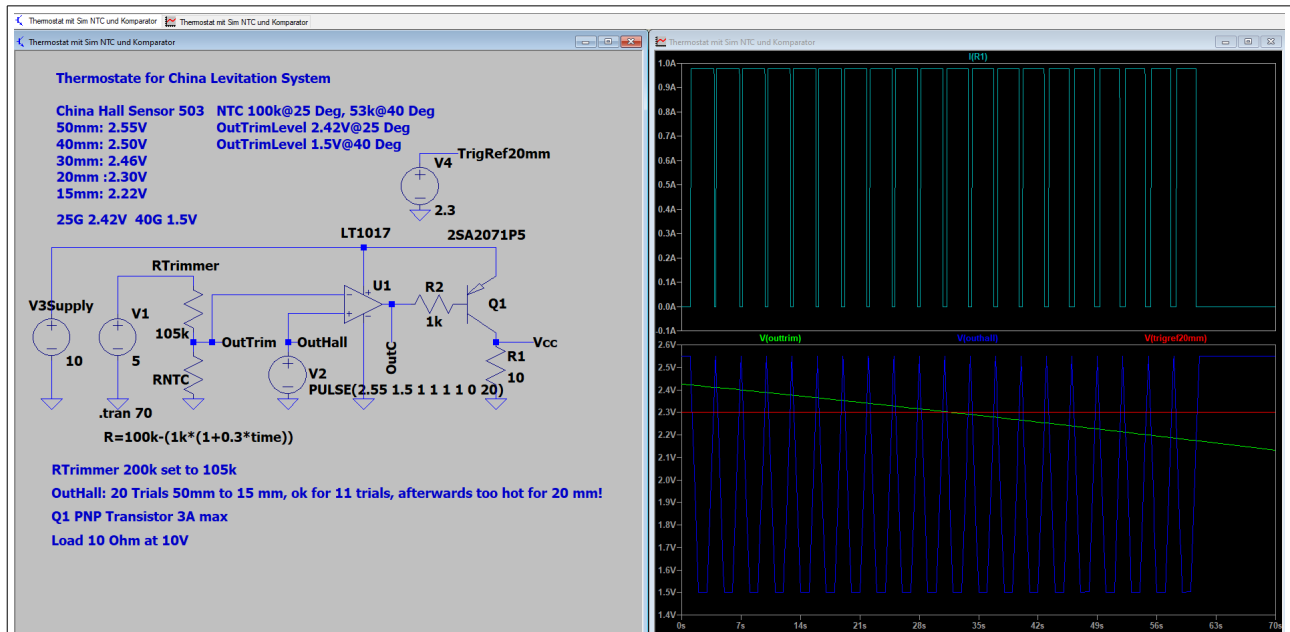 Thermostat mit Sim NTC und Komparator Thermostat mit Sim NTC und Komparator
Thermostat mit Sim NTC und Komparator
Thermostate for China Levitation System
China Hall Sensor 503 NTC 100k@25 Deg, 53k@40 Deg
50mm: 2.55V OutTrimLevel 2.42V@25 Deg
40mm: 2.50V OutTrimLevel 1.5V@40 Deg
30mm: 2.46V
20mm :2.30V
15mm: 2.22V
25G 2.42V 40G 1.5V
TrigRef20mm
V4
2.3
LT1017
2SA2071P5
RTrimmer
V3Supply
10
V1
5
105k
OutTrim
RNTC
OutHall
V2
PULSE(2.55 1.5 1 1 1 1 0 20)
U1
OutC
R2
1k
Q1
Vcc
R1
10
.tran 70
R=100k-(1k*(1+0.3*time))
RTrimmer 200k set to 105k
OutHall: 20 Trials 50mm to 15 mm, ok for 11 trials, afterwards too hot for 20 mm!
Q1 PNP Transistor 3A max
Load 10 Ohm at 10V
Thermostat mit Sim NTC und Komparator
I(R1)
1.0A
0.9A
0.8A
0.7A
0.6A
0.5A
0.4A
0.3A
0.2A
0.1A
0.0A
-0.1A
V(outtrim) V(outhall) V(trigref20mm)
2.6V
2.5V
2.4V
2.3V
2.2V
2.1V
2.0V
1.9V
1.8V
1.7V
1.6V
1.5V
1.4V
0s 7s 14s 21s 28s 35s 42s 49s 56s 63s 70s